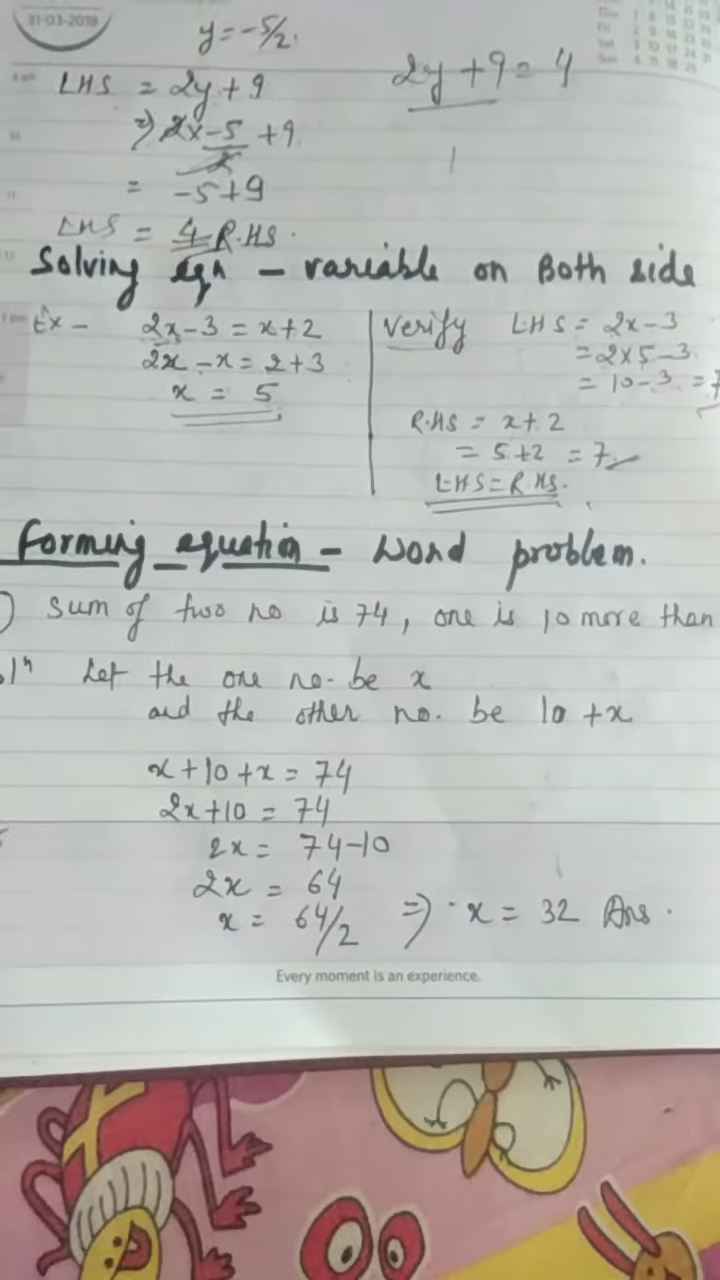 31-03-2018
y = -5/2.
2y + 9 = 4
LHS = 2y + 9
⇒ 2 x -5/2 + 9
= -5 + 9
LHS = 4 R.HS.
Solving eqn - variable on Both side
Ex - 2x - 3 = x + 2
2x - x = 2 + 3
x = 5
Verify LHS = 2x - 3
= 2 x 5 - 3
= 10 - 3 = 7
R.HS = x + 2
= 5 + 2 = 7
LHS = R.HS.
Forming equation - Word problem.
Sum of two no is 74, one is 10 more than
Let the one no. be x
and the other no. be 10 + x
x + 10 + x = 74
2x + 10 = 74
2x = 74 - 10
2x = 64
x = 64/2 ⇒ x = 32 Ans.
Every moment is an experience.